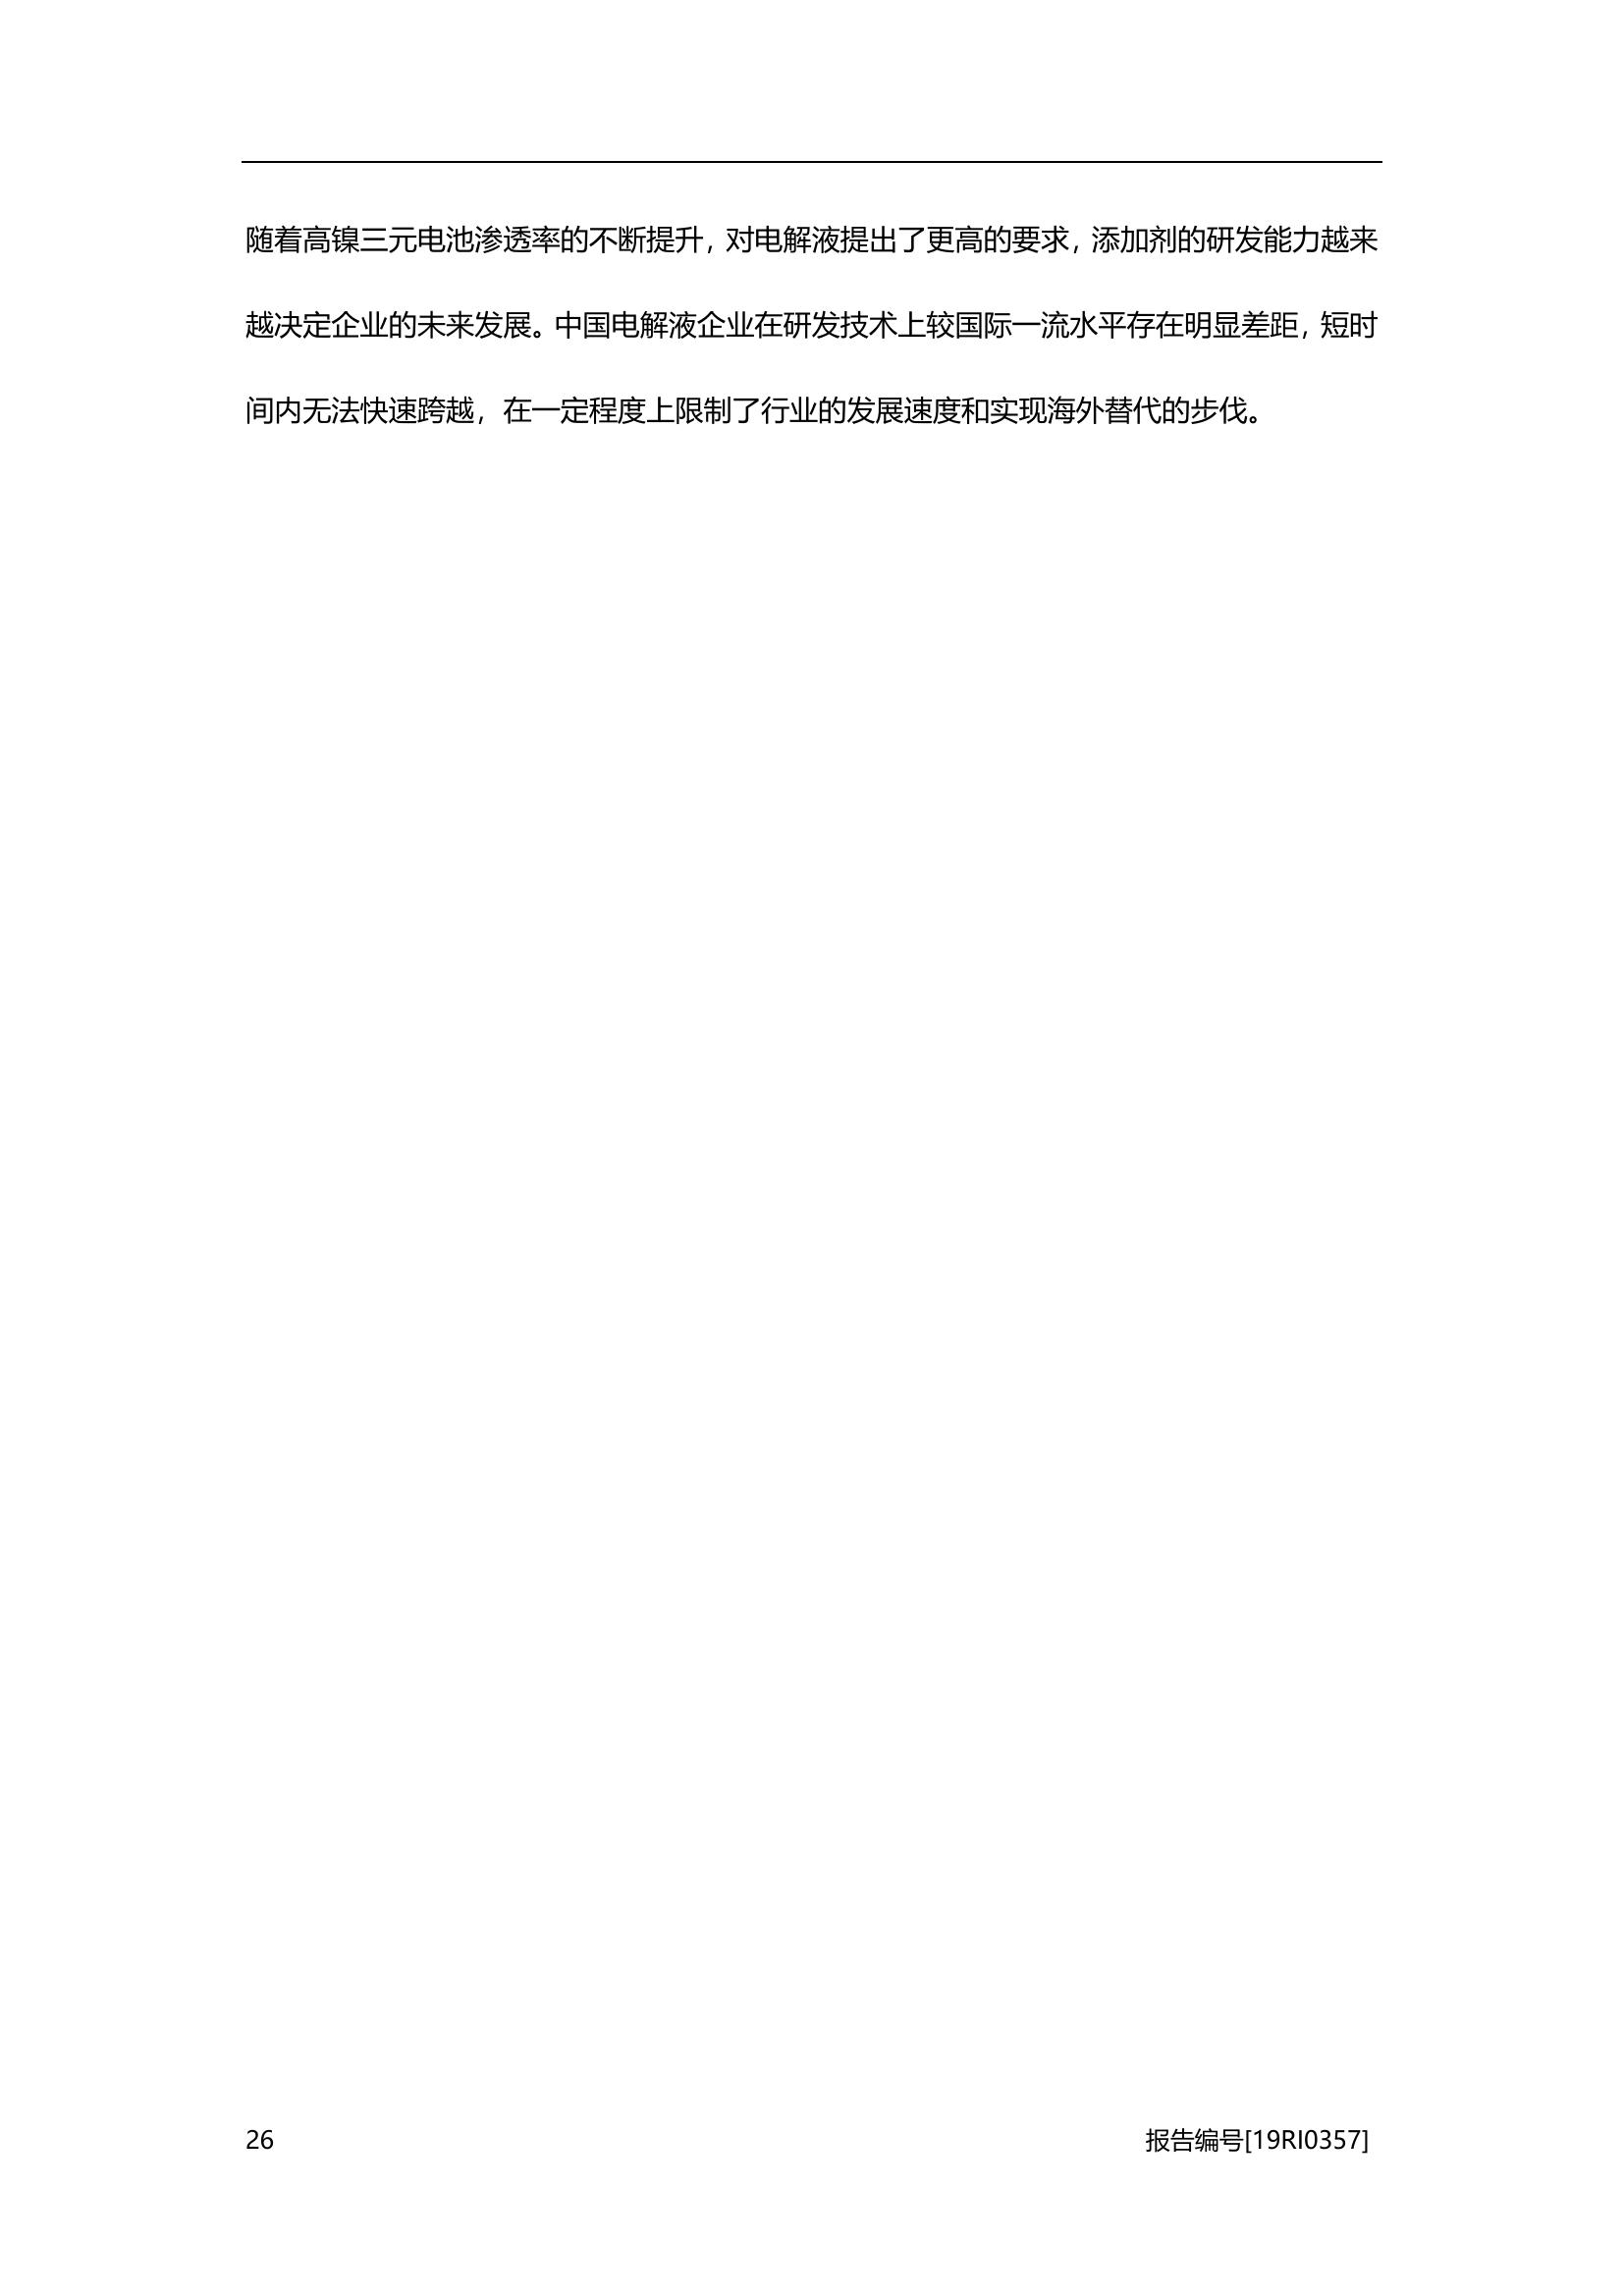 随着高镍三元电池渗透率的不断提升，对电解液提出了更高的要求，添加剂的研发能力越来
越决定企业的未来发展。中国电解液企业在研发技术上较国际一流水平存在明显差距，短时
间内无法快速跨越，在一定程度上限制了行业的发展速度和实现海外替代的步伐。
26 报告编号[19RI0357]